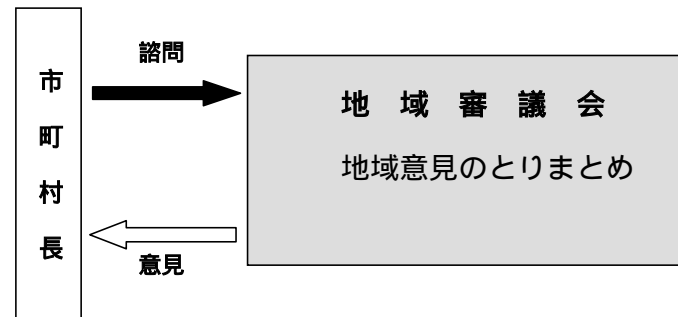 市町村長
諮問
地域審議会
地域意見のとりまとめ
意見